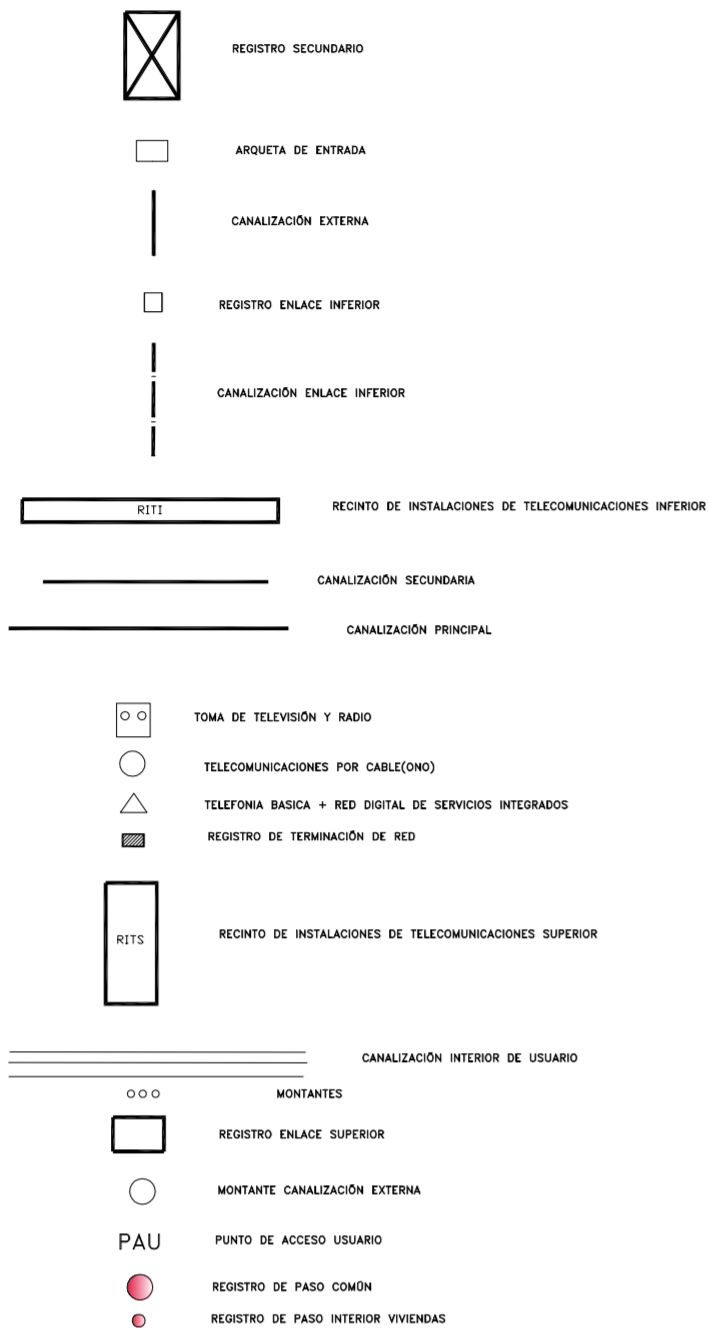 REGISTRO SECUNDARIO
ARQUETA DE ENTRADA
CANALIZACIÓN EXTERNA
REGISTRO ENLACE INFERIOR
CANALIZACIÓN ENLACE INFERIOR
RITI RECINTO DE INSTALACIONES DE TELECOMUNICACIONES INFERIOR
CANALIZACIÓN SECUNDARIA
CANALIZACIÓN PRINCIPAL
TOMA DE TELEVISIÓN Y RADIO
TELECOMUNICACIONES POR CABLE(ONO)
TELEFONIA BASICA + RED DIGITAL DE SERVICIOS INTEGRADOS
REGISTRO DE TERMINACIÓN DE RED
RITS RECINTO DE INSTALACIONES DE TELECOMUNICACIONES SUPERIOR
CANALIZACIÓN INTERIOR DE USUARIO
MONTANTES
REGISTRO ENLACE SUPERIOR
MONTANTE CANALIZACIÓN EXTERNA
PAU PUNTO DE ACCESO USUARIO
REGISTRO DE PASO COMÚN
REGISTRO DE PASO INTERIOR VIVIENDAS